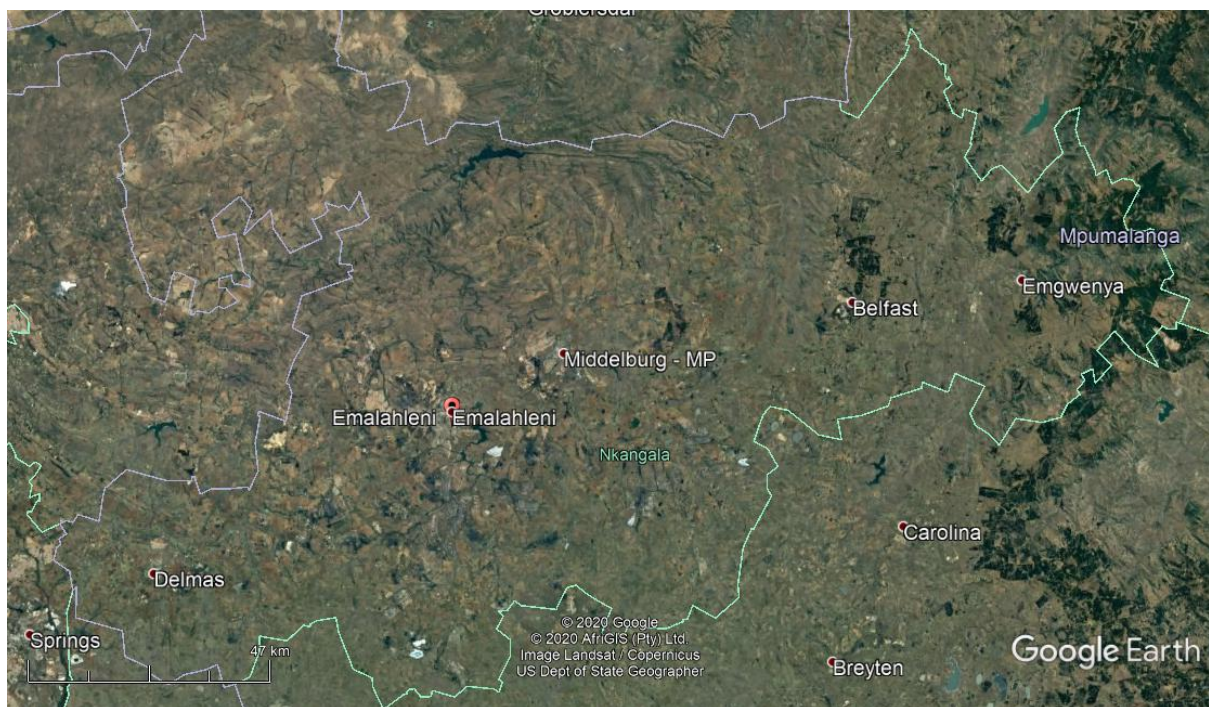 Groblersdal
Mpumalanga
Emgwenya
Belfast
Middelburg - MP
Emalahleni Emalahleni
Nkangala
Carolina
Delmas
Springs
47 km
© 2020 Google
© 2020 AfriGIS (Pty) Ltd.
Image Landsat / Copernicus
US Dept of State Geographer
Breyten
Google Earth